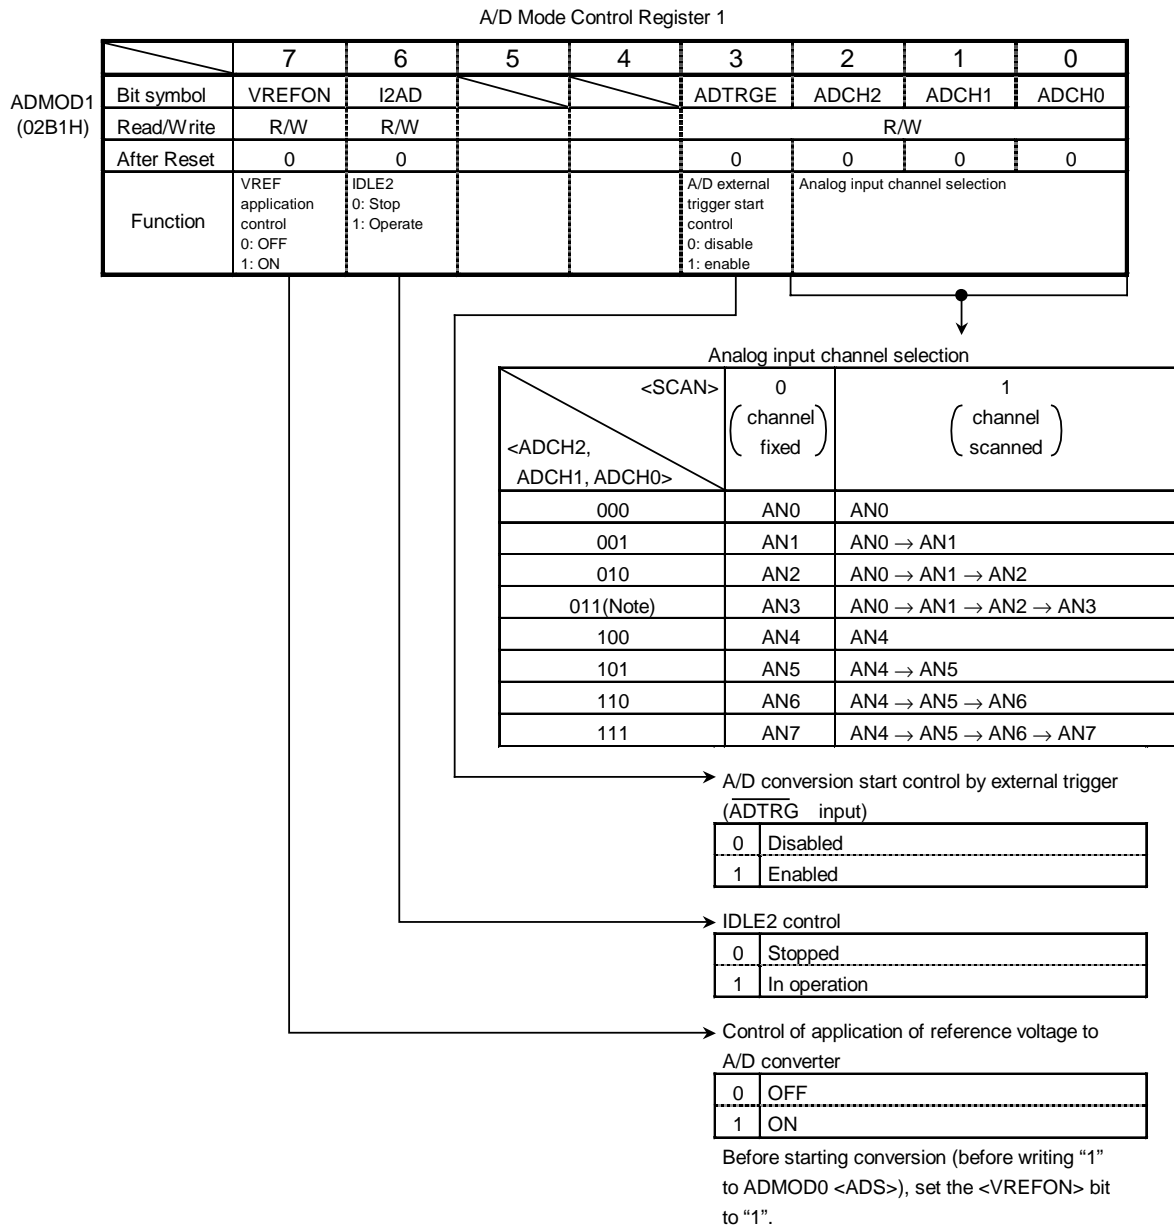 A/D Mode Control Register 1
7 6 5 4 3 2 1 0
ADMOD1
(02B1H)
Bit symbol VREFON I2AD ADTRGE ADCH2 ADCH1 ADCH0
Read/Write R/W R/W R/W
After Reset 0 0 0 0 0 0
Function
VREF
application
control
0: OFF
1: ON
IDLE2
0: Stop
1: Operate
A/D external
trigger start
control
0: disable
1: enable
Analog input channel selection
Analog input channel selection
<SCAN>
<ADCH2,
ADCH1, ADCH0>
0
(channel
fixed)
1
(channel
scanned)
000 AN0 AN0
001 AN1 AN0 → AN1
010 AN2 AN0 → AN1 → AN2
011(Note) AN3 AN0 → AN1 → AN2 → AN3
100 AN4 AN4
101 AN5 AN4 → AN5
110 AN6 AN4 → AN5 → AN6
111 AN7 AN4 → AN5 → AN6 → AN7
A/D conversion start control by external trigger
(ADTRG input)
0 Disabled
1 Enabled
IDLE2 control
0 Stopped
1 In operation
Control of application of reference voltage to
A/D converter
0 OFF
1 ON
Before starting conversion (before writing “1”
to ADMOD0 <ADS>), set the <VREFON> bit
to “1”.